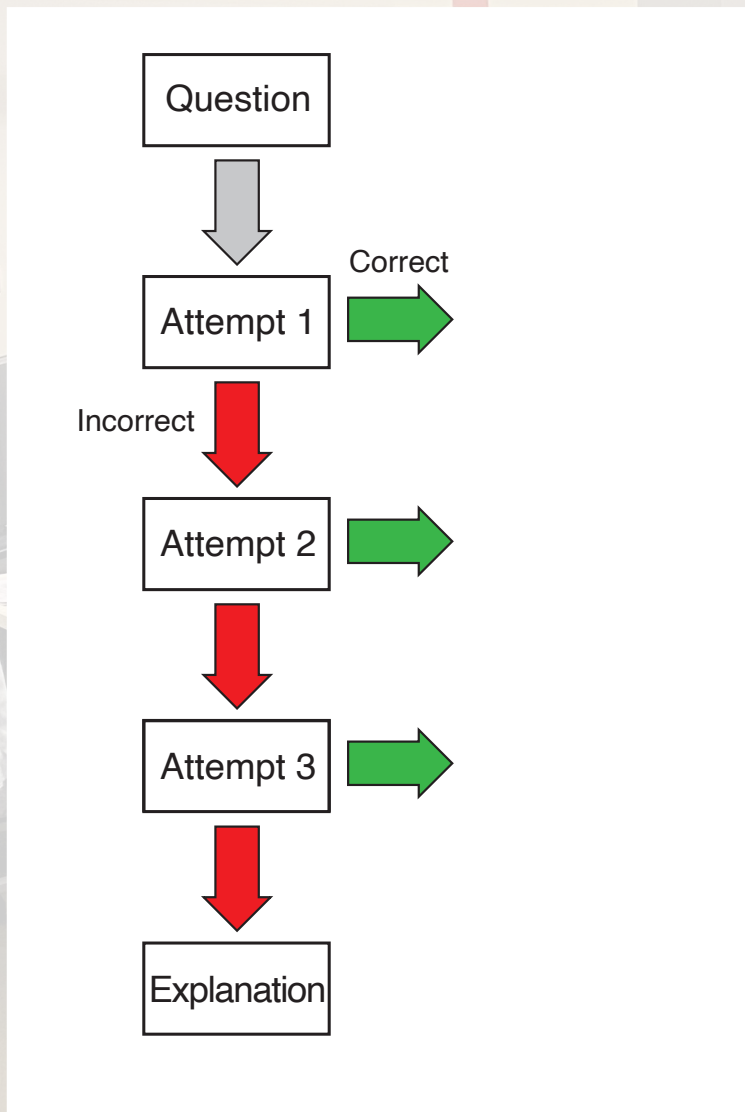 Question
Correct
Attempt 1
Incorrect
Attempt 2
Attempt 3
Explanation